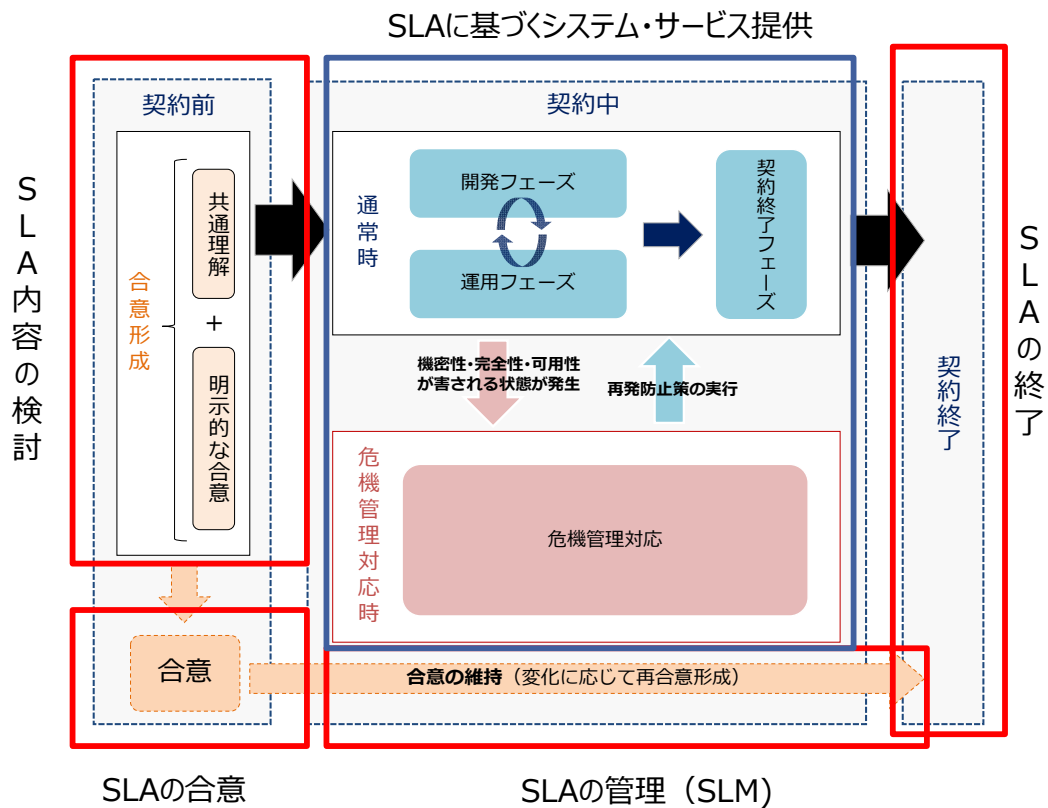 SLAに基づくシステム・サービス提供
SLA内容の検討
契約前
合意形成
共通理解
+
明示的な合意
合意
SLAの合意
契約中
通常時
開発フェーズ
運用フェーズ
契約終了フェーズ
機密性・完全性・可用性
が害される状態が発生
再発防止策の実行
危機管理対応時
危機管理対応
合意の維持（変化に応じて再合意形成）
SLAの管理（SLM)
契約終了
SLAの終了